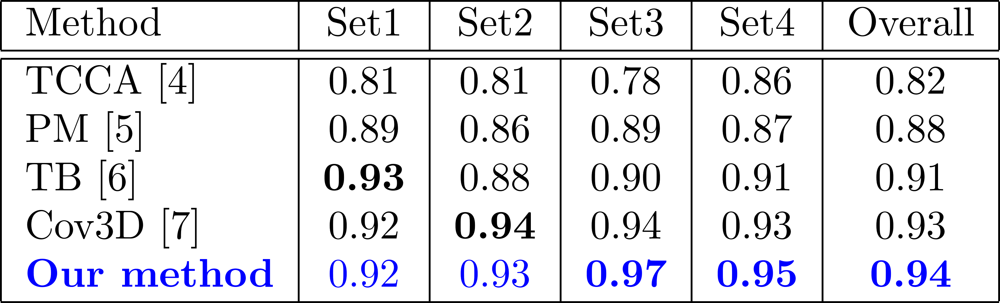 Method Set1 Set2 Set3 Set4 Overall
TCCA [4] 0.81 0.81 0.78 0.86 0.82
PM [5] 0.89 0.86 0.89 0.87 0.88
TB [6] 0.93 0.88 0.90 0.91 0.91
Cov3D [7] 0.92 0.94 0.94 0.93 0.93
Our method 0.92 0.93 0.97 0.95 0.94